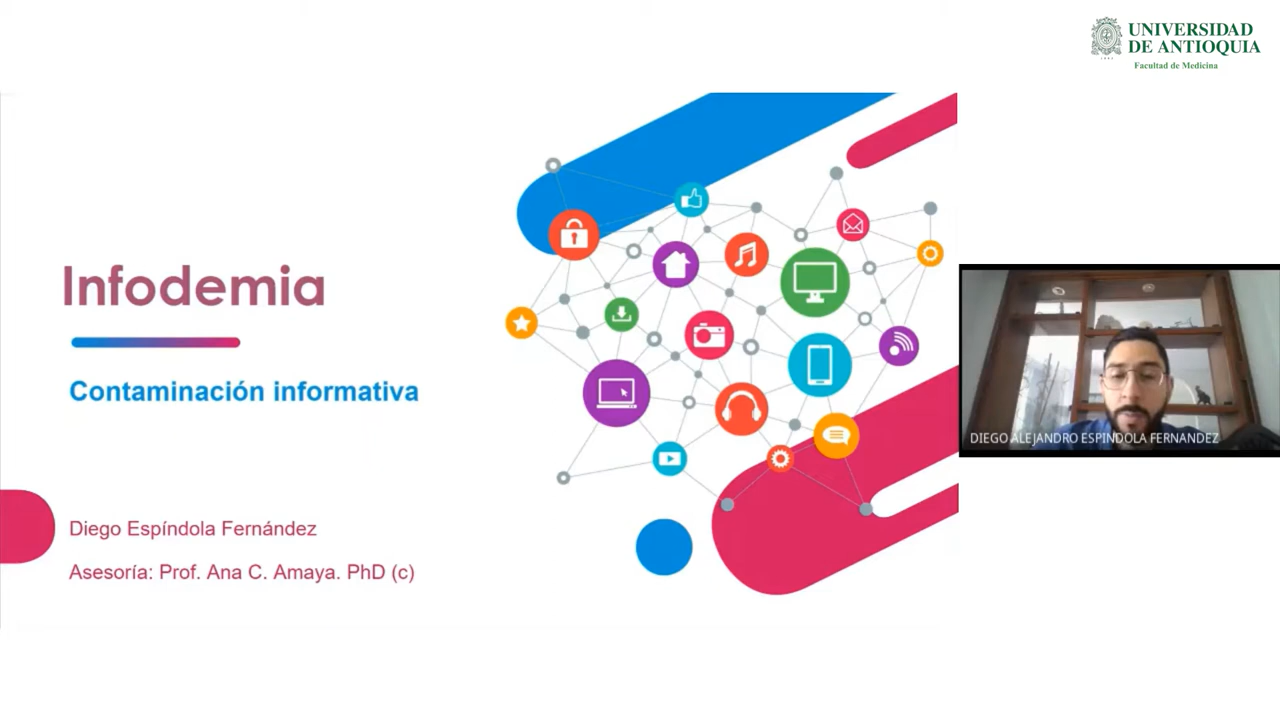 UNIVERSIDAD
DE ANTIOQUIA
1803
Facultad de Medicina
Infodemia
Contaminación informativa
Diego Espíndola Fernández
Asesoría: Prof. Ana C. Amaya. PhD (c)
DIEGO ALEJANDRO ESPINDOLA FERNANDEZ